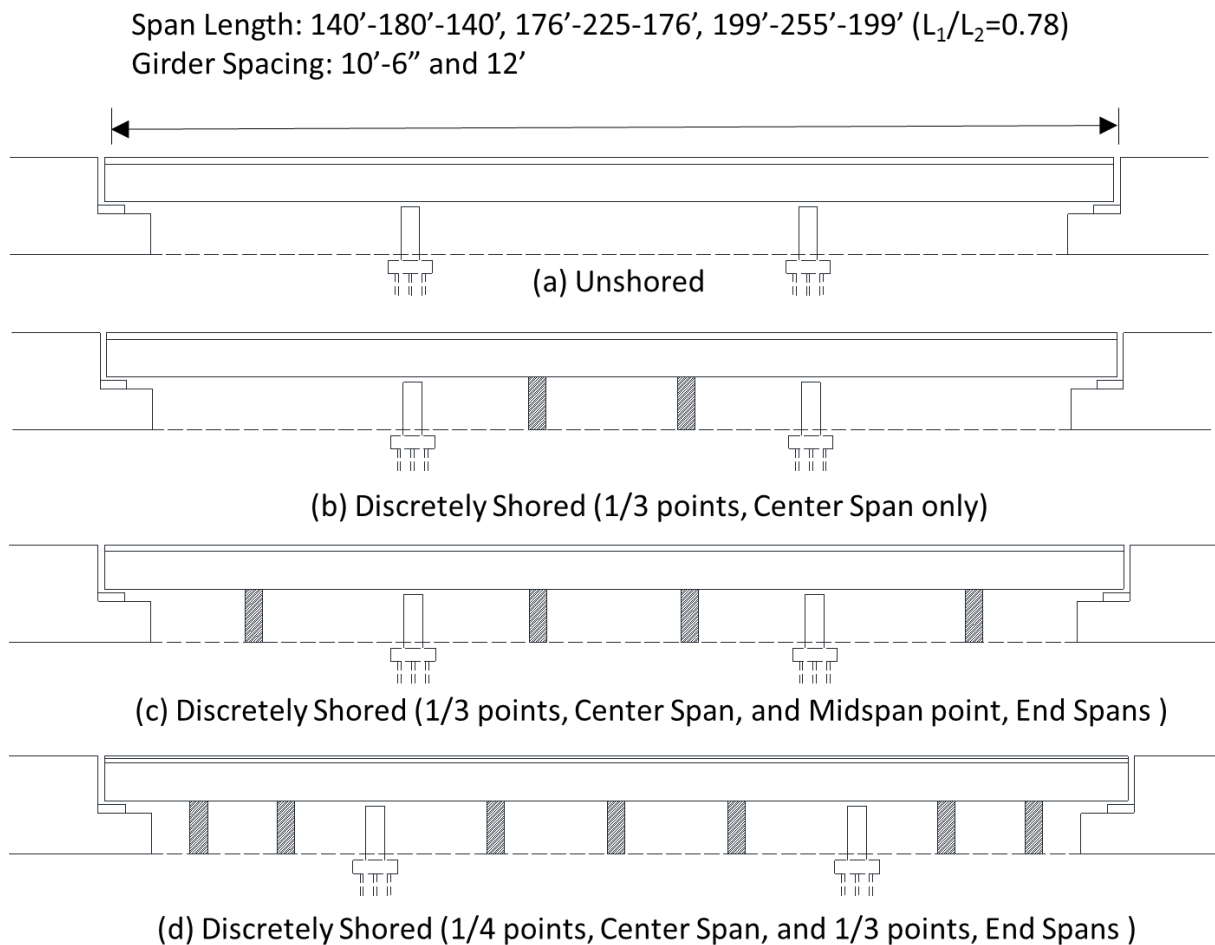 Span Length: 140’-180’-140’, 176’-225-176’, 199’-255’-199’ (L₁/L₂=0.78)
Girder Spacing: 10’-6” and 12’
(a) Unshored
(b) Discretely Shored (1/3 points, Center Span only)
(c) Discretely Shored (1/3 points, Center Span, and Midspan point, End Spans )
(d) Discretely Shored (1/4 points, Center Span, and 1/3 points, End Spans )